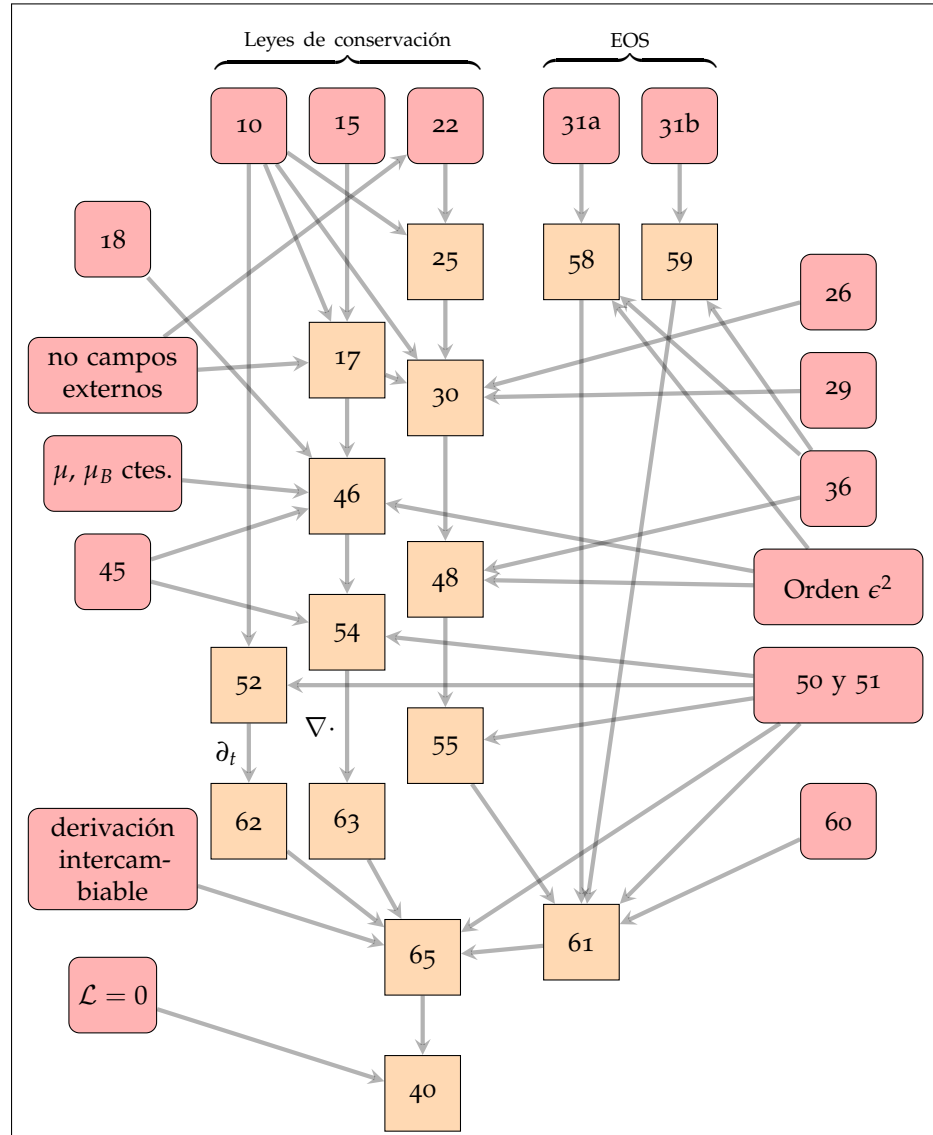 Leyes de conservación
EOS
10
15
22
31a
31b
18
25
58
59
26
no campos
externos
17
30
29
μ, μ_B ctes.
46
36
45
48
Orden ϵ²
54
52
50 y 51
∇·
55
∂_t
62
63
60
derivación
intercam-
biable
65
61
ℒ = 0
40